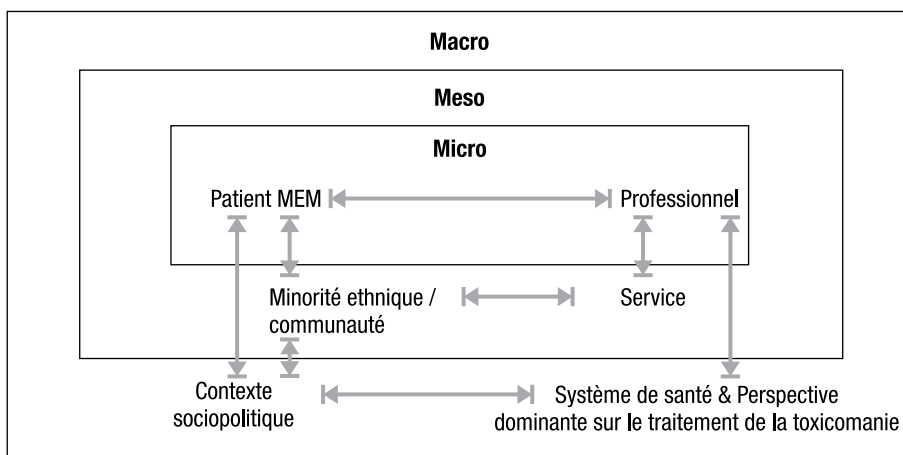 Macro
Meso
Micro
Patient MEM
Professionnel
Minorité ethnique /
communauté
Service
Contexte
sociopolitique
Système de santé & Perspective
dominante sur le traitement de la toxicomanie